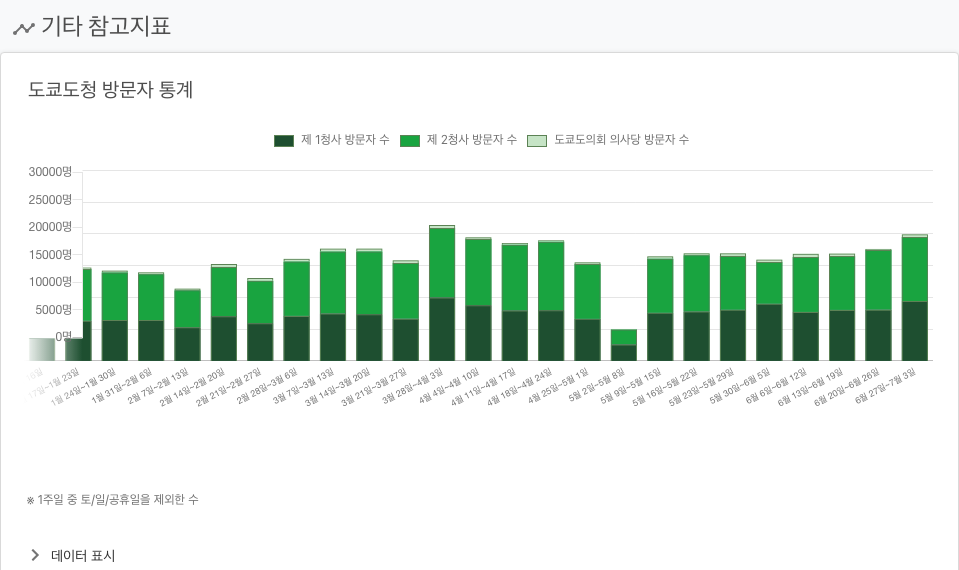 기타 참고지표
도쿄도청 방문자 통계
제 1청사 방문자 수 제 2청사 방문자 수 도쿄도의회 의사당 방문자 수
30000명
25000명
20000명
15000명
10000명
5000명
0명
1월 24일~1월 30일
1월 31일~2월 6일
2월 7일~2월 13일
2월 14일~2월 20일
2월 21일~2월 27일
2월 28일~3월 6일
3월 7일~3월 13일
3월 14일~3월 20일
3월 21일~3월 27일
3월 28일~4월 3일
4월 4일~4월 10일
4월 11일~4월 17일
4월 18일~4월 24일
4월 25일~5월 1일
5월 2일~5월 8일
5월 9일~5월 15일
5월 16일~5월 22일
5월 23일~5월 29일
5월 30일~6월 5일
6월 6일~6월 12일
6월 13일~6월 19일
6월 20일~6월 26일
6월 27일~7월 3일
※ 1주일 중 토/일/공휴일을 제외한 수
데이터 표시